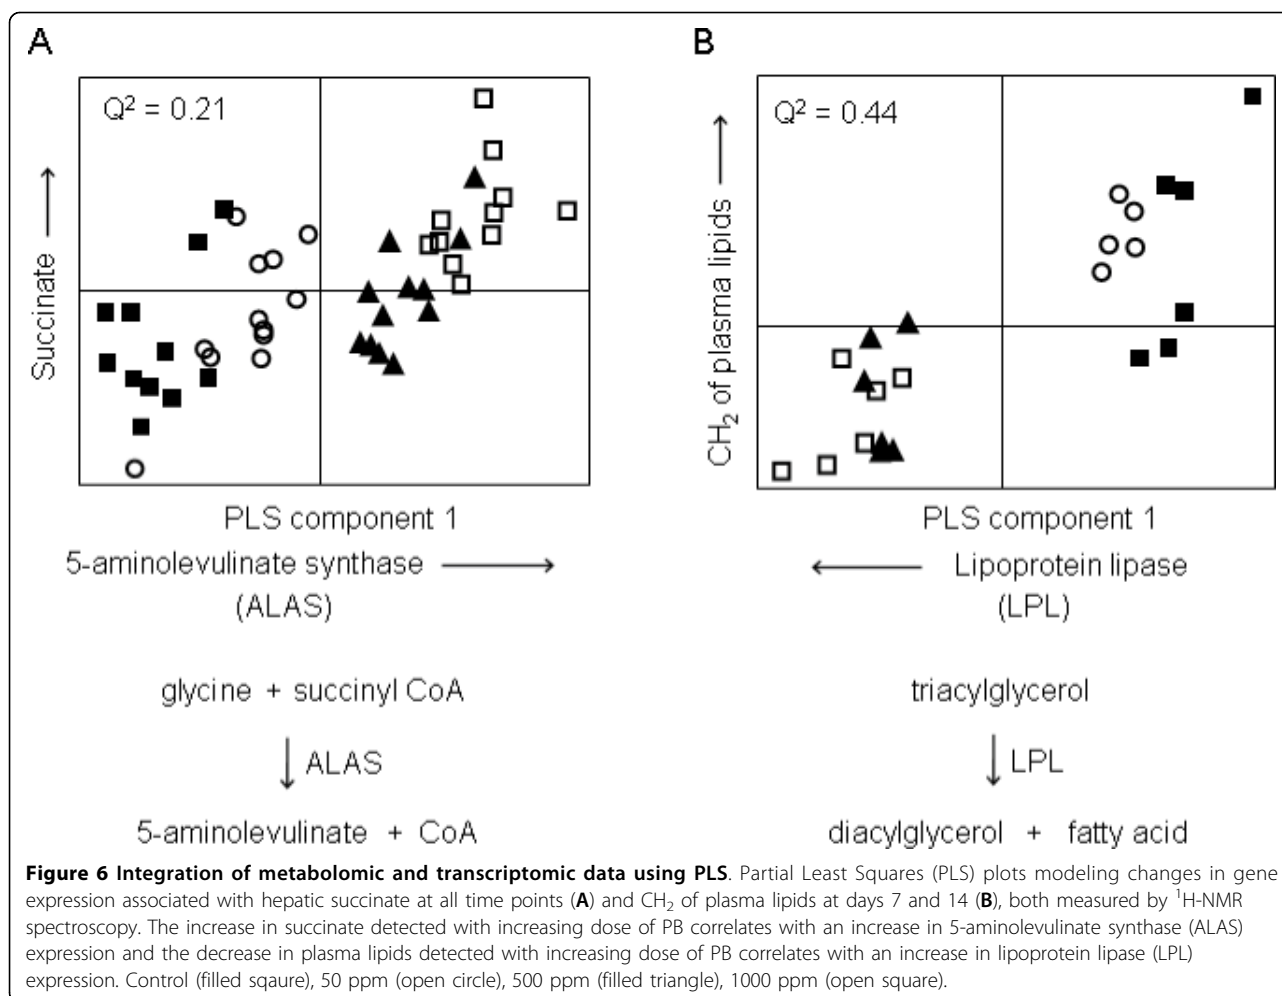 A
B
Q² = 0.21
Q² = 0.44
Succinate
CH₂ of plasma lipids
PLS component 1
PLS component 1
5-aminolevulinate synthase
(ALAS)
Lipoprotein lipase
(LPL)
glycine + succinyl CoA
ALAS
5-aminolevulinate + CoA
triacylglycerol
LPL
diacylglycerol + fatty acid
Figure 6 Integration of metabolomic and transcriptomic data using PLS. Partial Least Squares (PLS) plots modeling changes in gene
expression associated with hepatic succinate at all time points (A) and CH₂ of plasma lipids at days 7 and 14 (B), both measured by ¹H-NMR
spectroscopy. The increase in succinate detected with increasing dose of PB correlates with an increase in 5-aminolevulinate synthase (ALAS)
expression and the decrease in plasma lipids detected with increasing dose of PB correlates with an increase in lipoprotein lipase (LPL)
expression. Control (filled sqaure), 50 ppm (open circle), 500 ppm (filled triangle), 1000 ppm (open square).